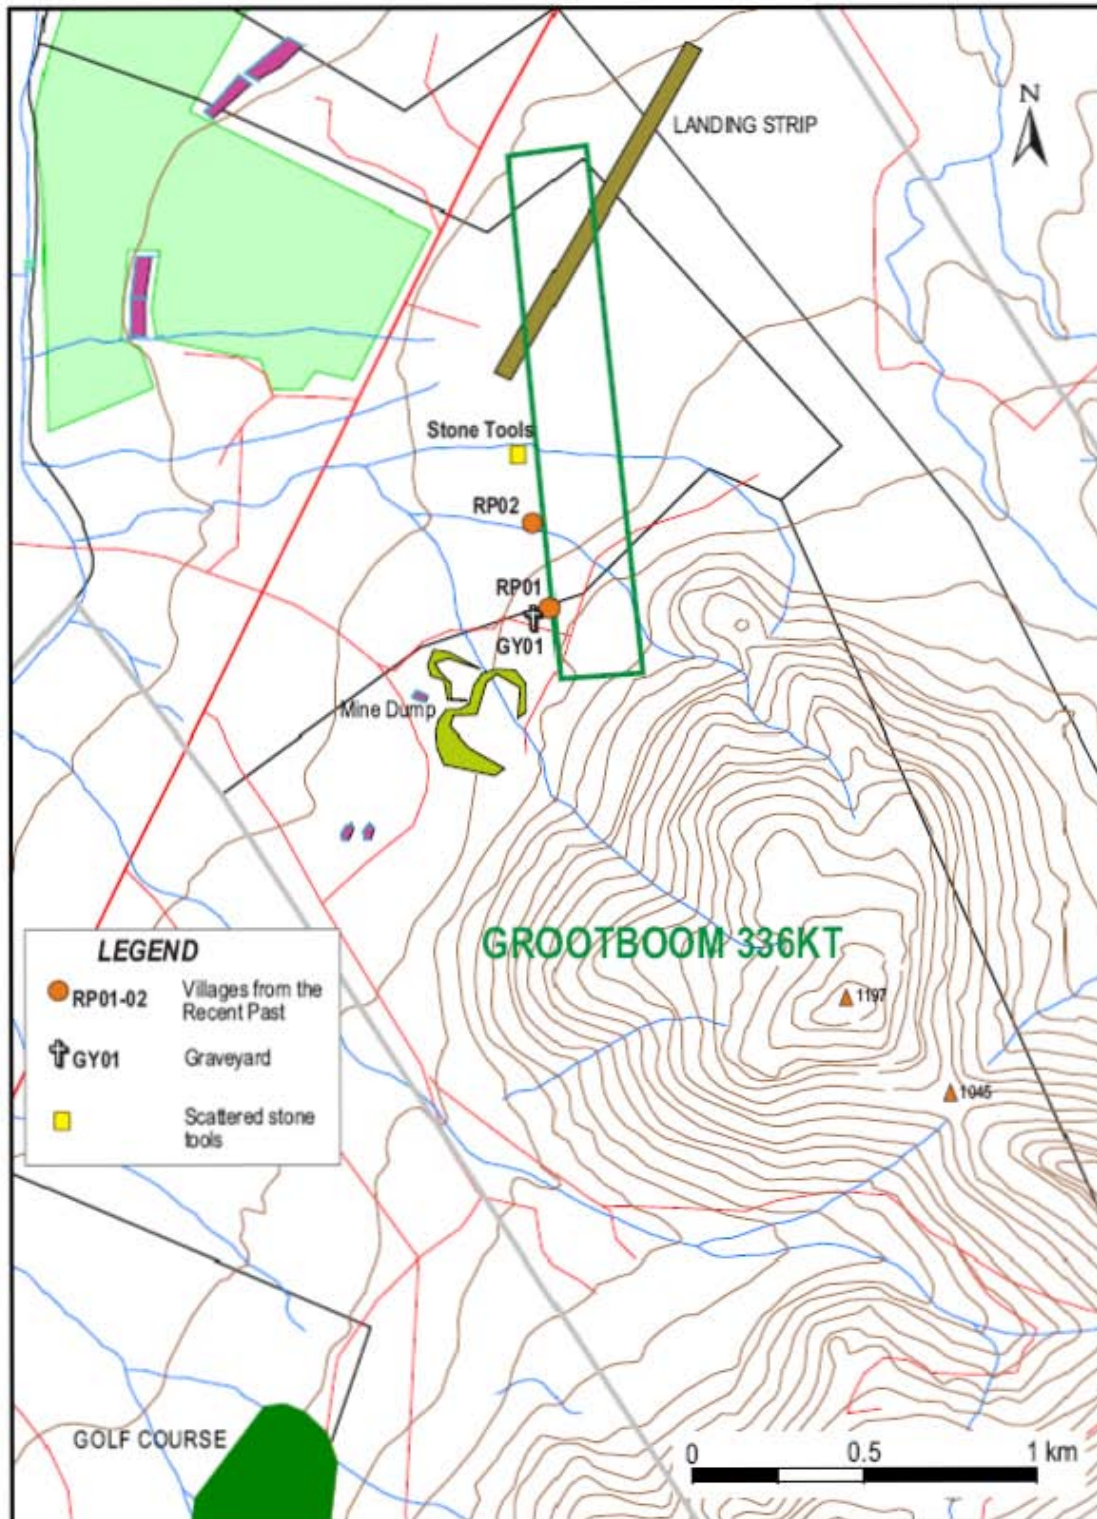 N
LANDING STRIP
Stone Tools
RP02
RP01
GY01
Mine Dump
GROOTBOOM 336KT
1197
1045
LEGEND
RP01-02 Villages from the
Recent Past
GY01 Graveyard
Scattered stone
tools
GOLF COURSE
0 0.5 1 km